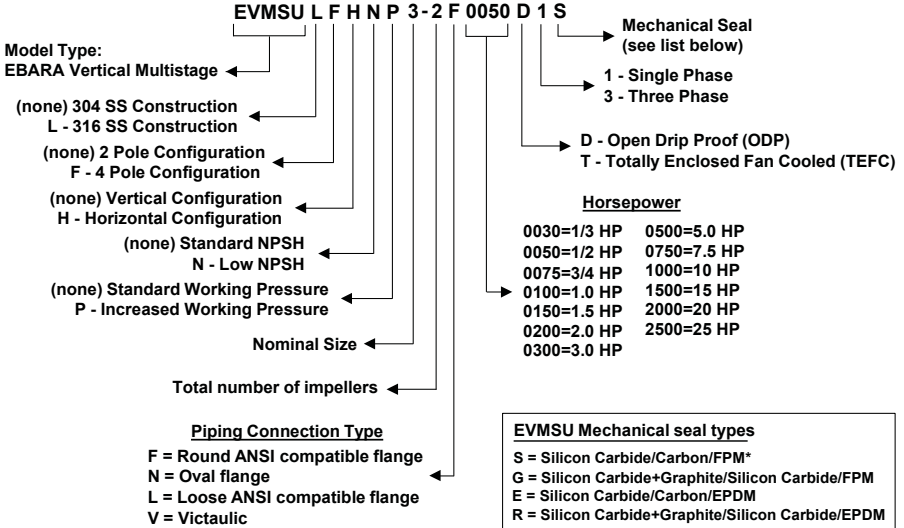 EVMSU L F H N P 3 - 2 F 0050 D 1 S
Model Type:
EBARA Vertical Multistage
(none) 304 SS Construction
L - 316 SS Construction
(none) 2 Pole Configuration
F - 4 Pole Configuration
(none) Vertical Configuration
H - Horizontal Configuration
(none) Standard NPSH
N - Low NPSH
(none) Standard Working Pressure
P - Increased Working Pressure
Nominal Size
Total number of impellers
Piping Connection Type
F = Round ANSI compatible flange
N = Oval flange
L = Loose ANSI compatible flange
V = Victaulic
Mechanical Seal
(see list below)
1 - Single Phase
3 - Three Phase
D - Open Drip Proof (ODP)
T - Totally Enclosed Fan Cooled (TEFC)
Horsepower
0030=1/3 HP 0500=5.0 HP
0050=1/2 HP 0750=7.5 HP
0075=3/4 HP 1000=10 HP
0100=1.0 HP 1500=15 HP
0150=1.5 HP 2000=20 HP
0200=2.0 HP 2500=25 HP
0300=3.0 HP
EVMSU Mechanical seal types
S = Silicon Carbide/Carbon/FPM*
G = Silicon Carbide+Graphite/Silicon Carbide/FPM
E = Silicon Carbide/Carbon/EPDM
R = Silicon Carbide+Graphite/Silicon Carbide/EPDM